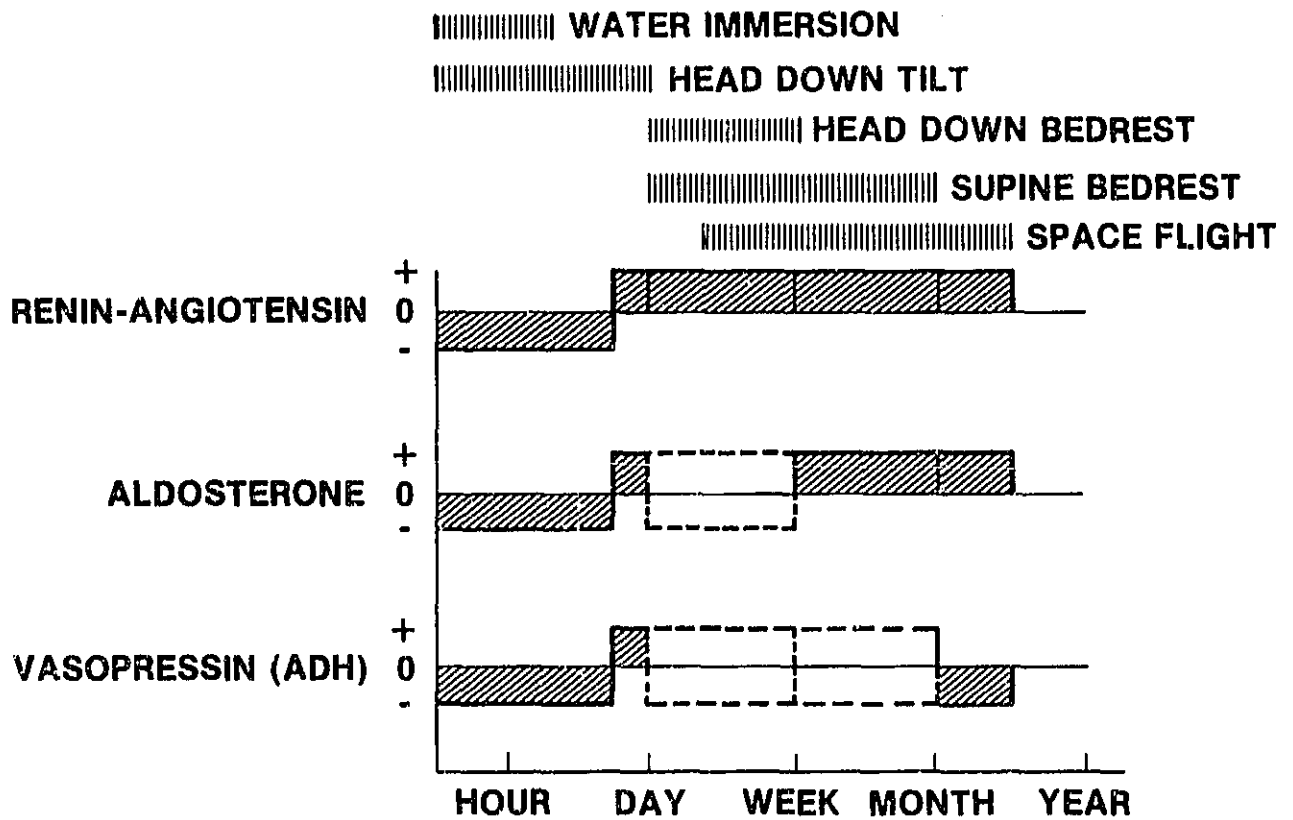 WATER IMMERSION
HEAD DOWN TILT
HEAD DOWN BEDREST
SUPINE BEDREST
SPACE FLIGHT
+
RENIN-ANGIOTENSIN 0
-
+
ALDOSTERONE 0
-
+
VASOPRESSIN (ADH) 0
-
HOUR DAY WEEK MONTH YEAR